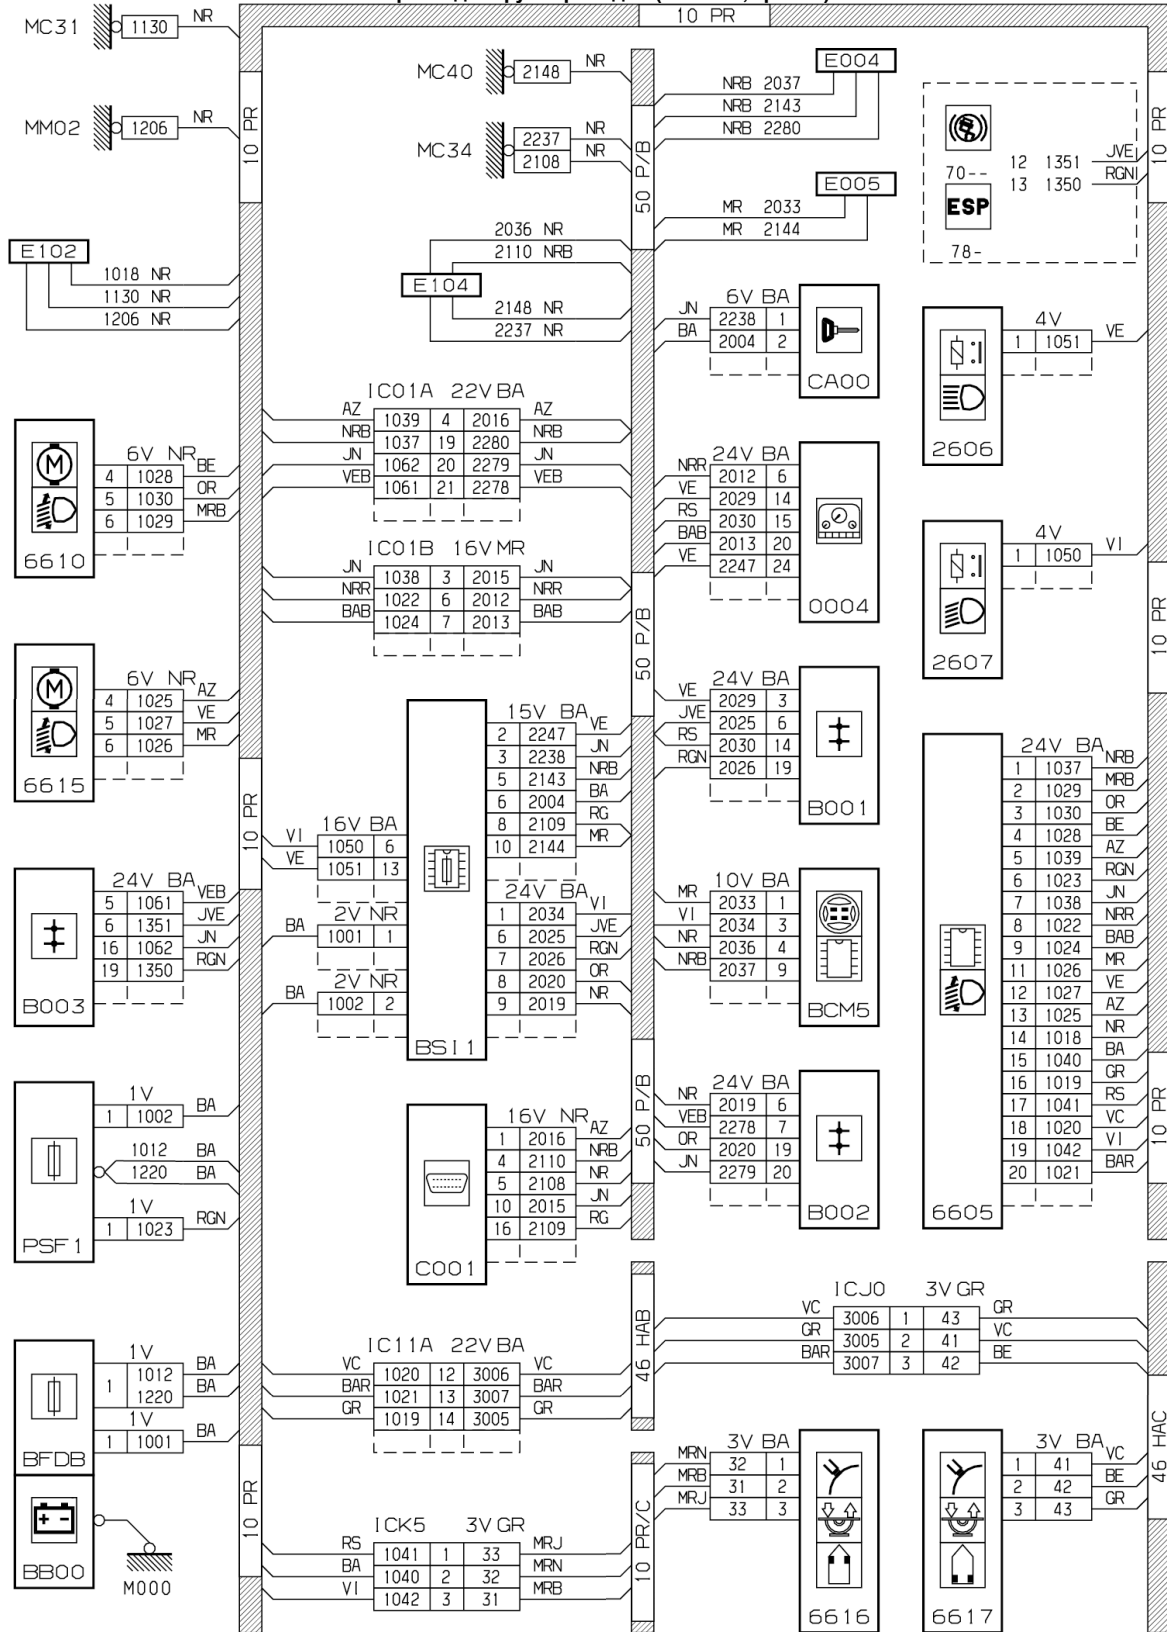 10 PR
MC31 1130 NR
MM02 1206 NR
10 PR
E102
1018 NR
1130 NR
1206 NR
6V NR
4 1028 BE
5 1030 OR
6 1029 MRB
6610
6V NR
4 1025 AZ
5 1027 VE
6 1026 MR
6615
10 PR
24V BA
5 1061 VEB
6 1351 JVE
16 1062 JN
19 1350 RGN
B003
1V
1 1002 BA
1012 BA
1220 BA
1V
1 1023 RGN
PSF1
1V
1 1012 BA
1220 BA
1V
1 1001 BA
BFDB
BB00
M000
10 PR
MC40 2148 NR
MC34 2237 NR
2108 NR
50 P/B
2036 NR
2110 NRB
E104
2148 NR
2237 NR
IC01A 22V BA
AZ 1039 4 2016 AZ
NRB 1037 19 2280 NRB
JN 1062 20 2279 JN
VEB 1061 21 2278 VEB
IC01B 16V MR
JN 1038 3 2015 JN
NRR 1022 6 2012 NRR
BAB 1024 7 2013 BAB
50 P/B
16V BA
VI 1050 6
VE 1051 13
2V NR
BA 1001 1
2V NR
BA 1002 2
15V BA
2 2247 VE
3 2238 JN
5 2143 NRB
6 2004 BA
8 2109 RG
10 2144 MR
24V BA
1 2034 VI
6 2025 JVE
7 2026 RGN
8 2020 OR
9 2019 NR
BSI1
50 P/B
16V NR
1 2016 AZ
4 2110 NRB
5 2108 NR
10 2015 JN
16 2109 RG
C001
IC11A 22V BA
VC 1020 12 3006 VC
BAR 1021 13 3007 BAR
GR 1019 14 3005 GR
46 HAB
ICK5 3V GR
RS 1041 1 33 MRJ
BA 1040 2 32 MRN
VI 1042 3 31 MRB
10 PR/C
E004
NRB 2037
NRB 2143
NRB 2280
E005
MR 2033
MR 2144
6V BA
JN 2238 1
BA 2004 2
CA00
24V BA
NRR 2012 6
VE 2029 14
RS 2030 15
BAB 2013 20
VE 2247 24
0004
24V BA
VE 2029 3
JVE 2025 6
RS 2030 14
RGN 2026 19
B001
10V BA
MR 2033 1
VI 2034 3
NR 2036 4
NRB 2037 9
BCM5
24V BA
NR 2019 6
VEB 2278 7
OR 2020 19
JN 2279 20
B002
ICJ0 3V GR
VC 3006 1 43 GR
GR 3005 2 41 VC
BAR 3007 3 42 BE
3V BA
MRN 32 1
MRB 31 2
MRJ 33 3
6616
70-- 12 1351 JVE
13 1350 RGN
ESP
78-
10 PR
4V
1 1051 VE
2606
4V
1 1050 VI
2607
10 PR
24V BA
1 1037 NRB
2 1029 MRB
3 1030 OR
4 1028 BE
5 1039 AZ
6 1023 RGN
7 1038 JN
8 1022 NRR
9 1024 BAB
11 1026 MR
12 1027 VE
13 1025 AZ
14 1018 NR
15 1040 BA
16 1019 GR
17 1041 RS
18 1020 VC
19 1042 VI
20 1021 BAR
6605
10 PR
3V BA
1 41 VC
2 42 BE
3 43 GR
6617
46 HAC